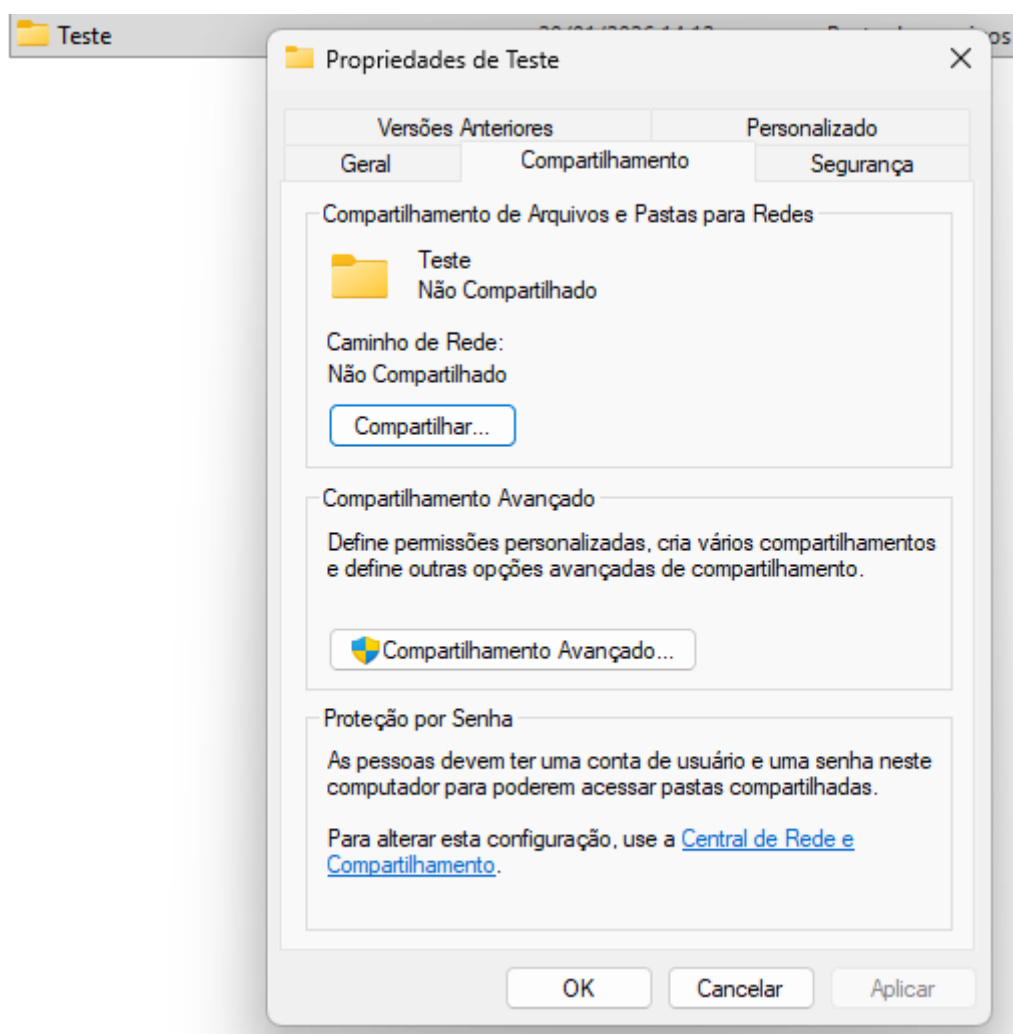 Teste
Propriedades de Teste
Versões Anteriores Personalizado
Geral Compartilhamento Segurança
Compartilhamento de Arquivos e Pastas para Redes
Teste
Não Compartilhado
Caminho de Rede:
Não Compartilhado
Compartilhar...
Compartilhamento Avançado
Define permissões personalizadas, cria vários compartilhamentos
e define outras opções avançadas de compartilhamento.
Compartilhamento Avançado...
Proteção por Senha
As pessoas devem ter uma conta de usuário e uma senha neste
computador para poderem acessar pastas compartilhadas.
Para alterar esta configuração, use a Central de Rede e
Compartilhamento.
OK Cancelar Aplicar